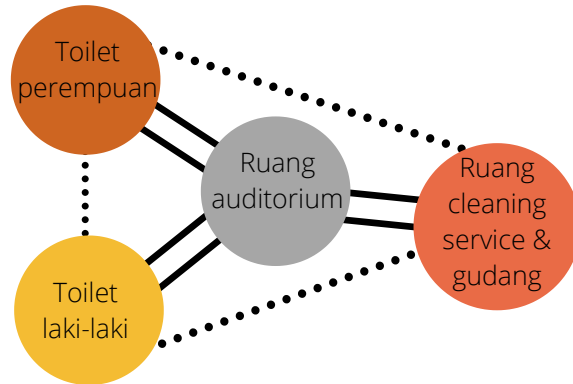 Toilet
perempuan
Ruang
auditorium
Ruang
cleaning
service &
gudang
Toilet
laki-laki